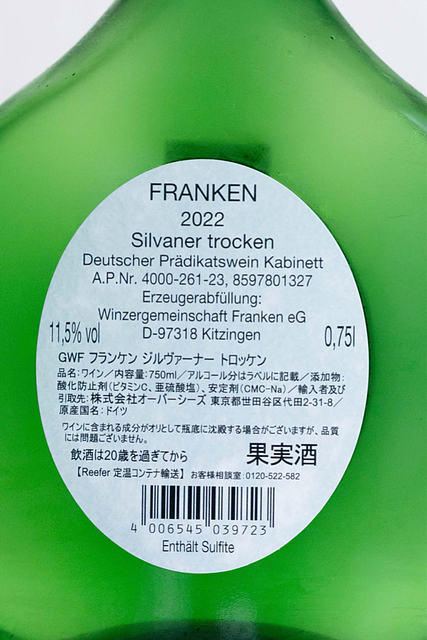 FRANKEN
2022
Silvaner trocken
Deutscher Prädikatswein Kabinett
A.P.Nr. 4000-261-23, 8597801327
Erzeugerabfüllung:
Winzergemeinschaft Franken eG
11,5% vol D-97318 Kitzingen 0,75l
GWF フランケン ジルヴァーナー トロッケン
品名:ワイン/内容量:750ml/アルコール分はラベルに記載/添加物:
酸化防止剤(ビタミンC、亜硫酸塩)、安定剤(CMC-Na)/輸入者及び
引取先:株式会社オーバーシーズ 東京都世田谷区代田2-31-8/
原産国名:ドイツ
ワインに含まれる成分がオリとして瓶底に沈殿する場合がございますが、品質
には問題ございません。
飲酒は20歳を過ぎてから 果実酒
【Reefer 定温コンテナ輸送】お客様相談室:0120-522-582
4 006545 039723
Enthält Sulfite